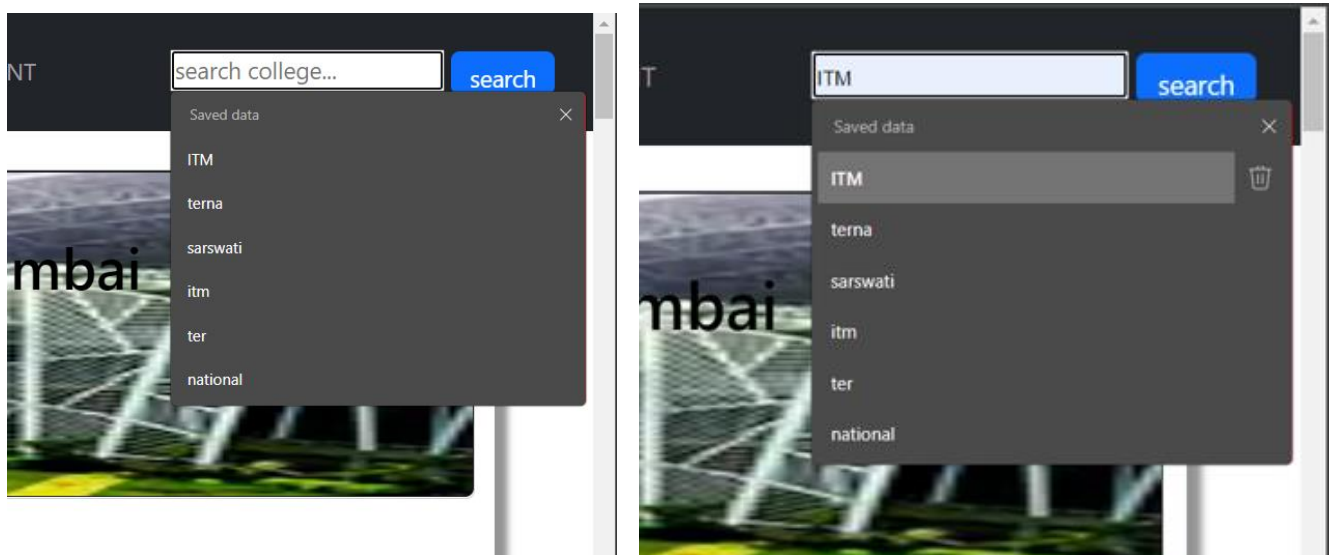 NT
search college...
search
Saved data
ITM
terna
sarswati
itm
ter
national
mbai
T
ITM
search
Saved data
ITM
terna
sarswati
itm
ter
national
mbai